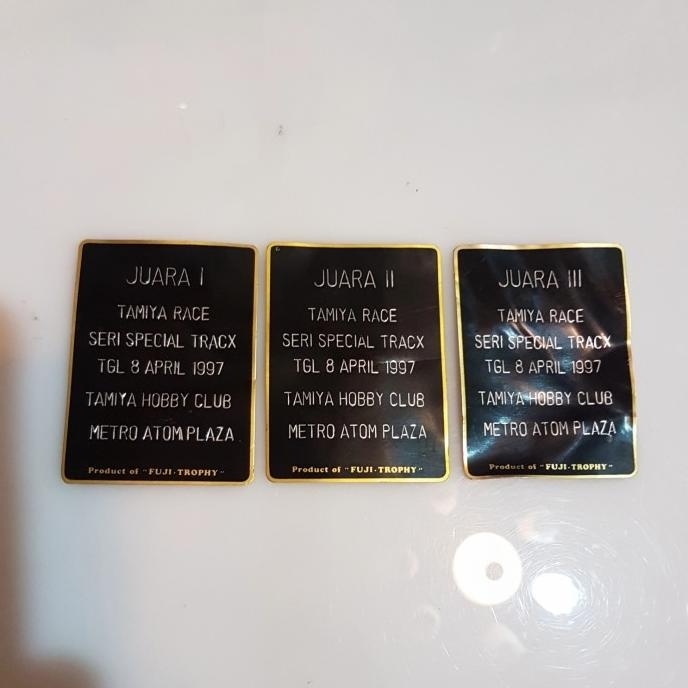 JUARA I
TAMIYA RACE
SERI SPECIAL TRACX
TGL 8 APRIL 1997
TAMIYA HOBBY CLUB
METRO ATOM PLAZA
Product of "FUJI-TROPHY"
JUARA II
TAMIYA RACE
SERI SPECIAL TRACX
TGL 8 APRIL 1997
TAMIYA HOBBY CLUB
METRO ATOM PLAZA
Product of "FUJI-TROPHY"
JUARA III
TAMIYA RACE
SERI SPECIAL TRACX
TGL 8 APRIL 1997
TAMIYA HOBBY CLUB
METRO ATOM PLAZA
Product of "FUJI-TROPHY"